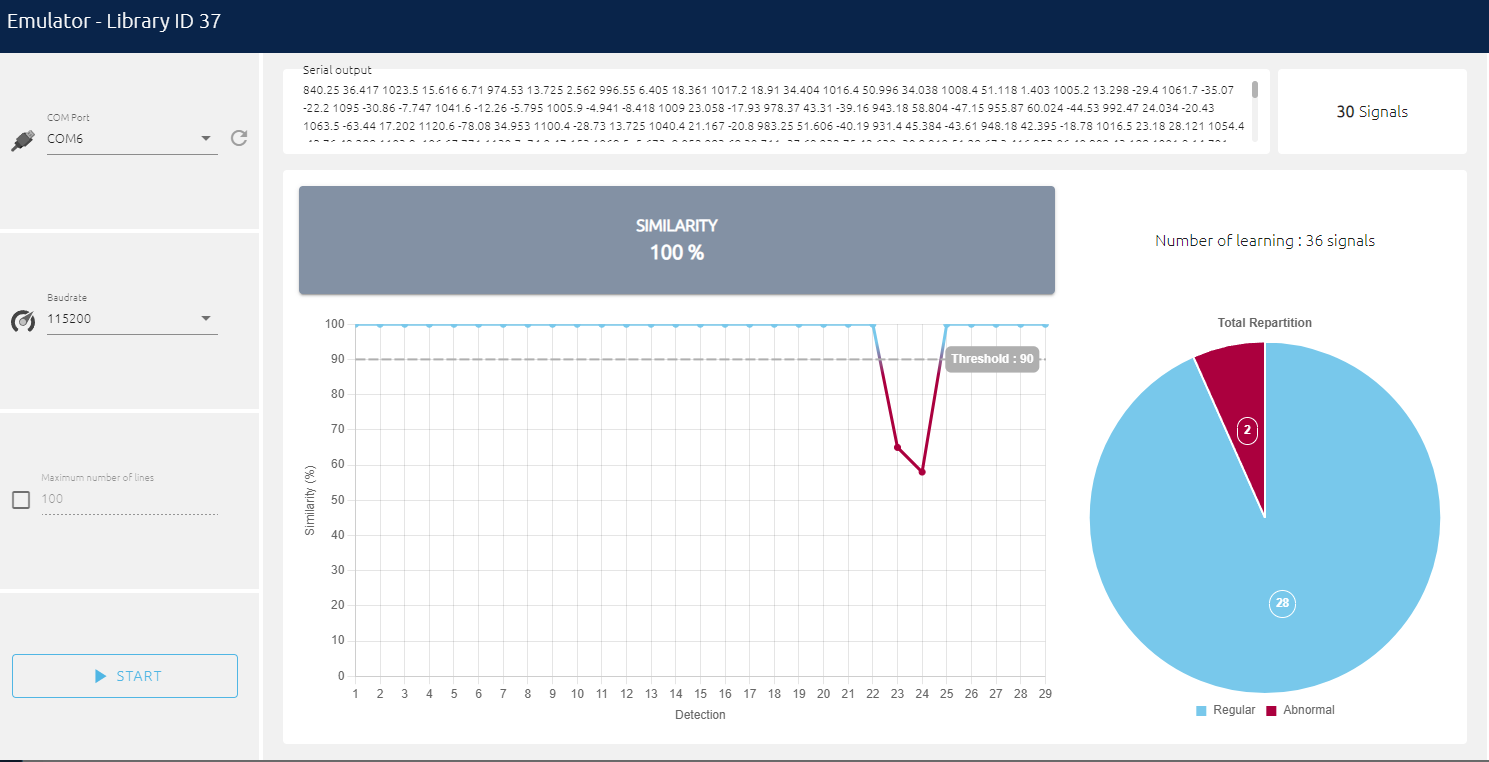 Emulator - Library ID 37
COM Port
COM6
Baudrate
115200
Maximum number of lines
100
START
Serial output
840.25 36.417 1023.5 15.616 6.71 974.53 13.725 2.562 996.55 6.405 18.361 1017.2 18.91 34.404 1016.4 50.996 34.038 1008.4 51.118 1.403 1005.2 13.298 -29.4 1061.7 -35.07
-22.2 1095 -30.86 -7.747 1041.6 -12.26 -5.795 1005.9 -4.941 -8.418 1009 23.058 -17.93 978.37 43.31 -39.16 943.18 58.804 -47.15 955.87 60.024 -44.53 992.47 24.034 -20.43
1063.5 -63.44 17.202 1120.6 -78.08 34.953 1100.4 -28.73 13.725 1040.4 21.167 -20.8 983.25 51.606 -40.19 931.4 45.384 -43.61 948.18 42.395 -18.78 1016.5 23.18 28.121 1054.4
30 Signals
SIMILARITY
100 %
Number of learning : 36 signals
Similarity (%)
100
90
80
70
60
50
40
30
20
10
0
Threshold : 90
1 2 3 4 5 6 7 8 9 10 11 12 13 14 15 16 17 18 19 20 21 22 23 24 25 26 27 28 29
Detection
Total Repartition
2
28
Regular Abnormal